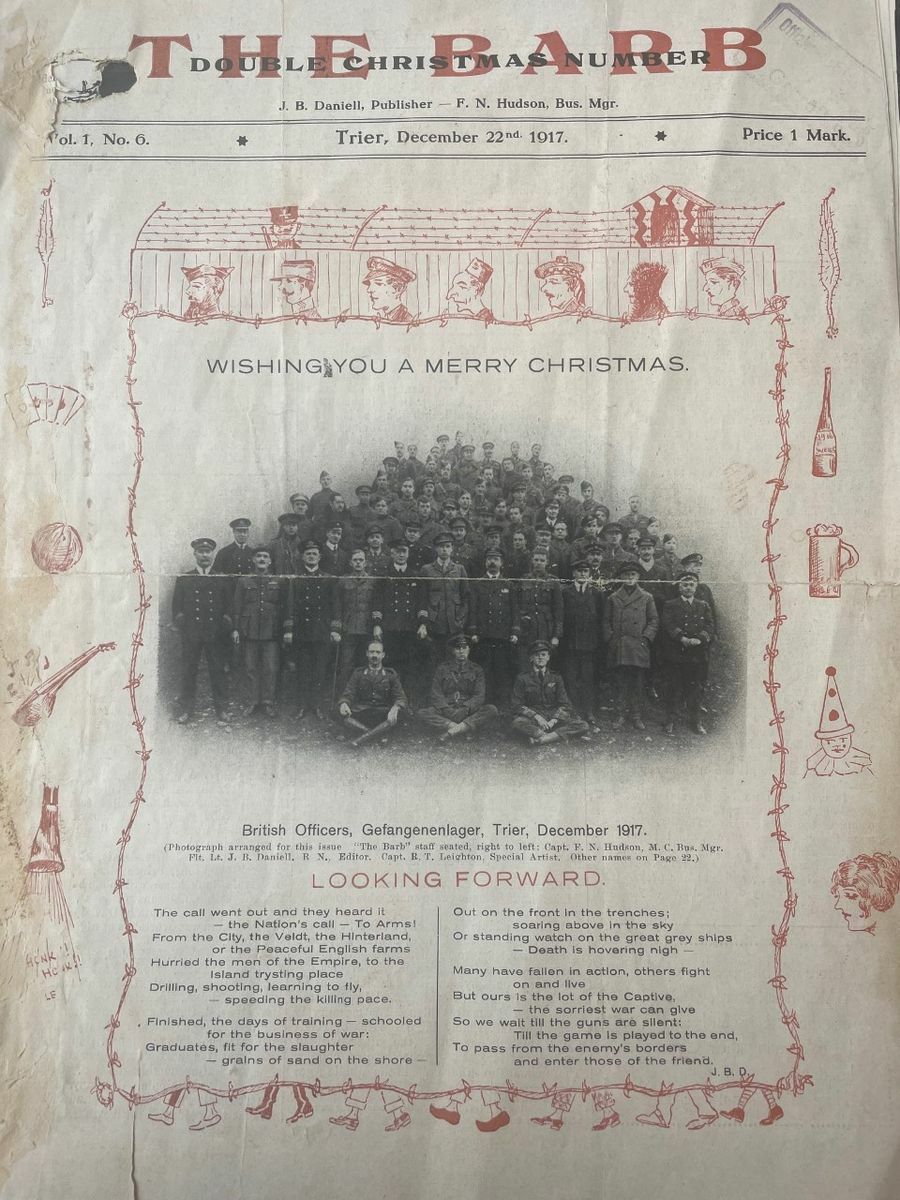 THE BARB
DOUBLE CHRISTMAS NUMBER
J. B. Daniell, Publisher — F. N. Hudson, Bus. Mgr.
Vol. 1, No. 6.
Trier, December 22nd. 1917.
Price 1 Mark.
WISHING YOU A MERRY CHRISTMAS.
British Officers, Gefangenenlager, Trier, December 1917.
(Photograph arranged for this issue "The Barb" staff seated, right to left: Capt. F. N. Hudson, M. C. Bus. Mgr.
Flt. Lt. J. B. Daniell, R N., Editor. Capt. R. T. Leighton, Special Artist. Other names on Page 22.)
LOOKING FORWARD.
The call went out and they heard it
— the Nation's call — To Arms!
From the City, the Veldt, the Hinterland,
or the Peaceful English farms
Hurried the men of the Empire, to the
Island trysting place
Drilling, shooting, learning to fly,
— speeding the killing pace.
Finished, the days of training — schooled
for the business of war:
Graduates, fit for the slaughter
— grains of sand on the shore —
Out on the front in the trenches;
soaring above in the sky
Or standing watch on the great grey ships
— Death is hovering nigh —
Many have fallen in action, others fight
on and live
But ours is the lot of the Captive,
— the sorriest war can give
So we wait till the guns are silent:
Till the game is played to the end,
To pass from the enemy's borders
and enter those of the friend.
J. B. D.
HONK!!
HONK!!